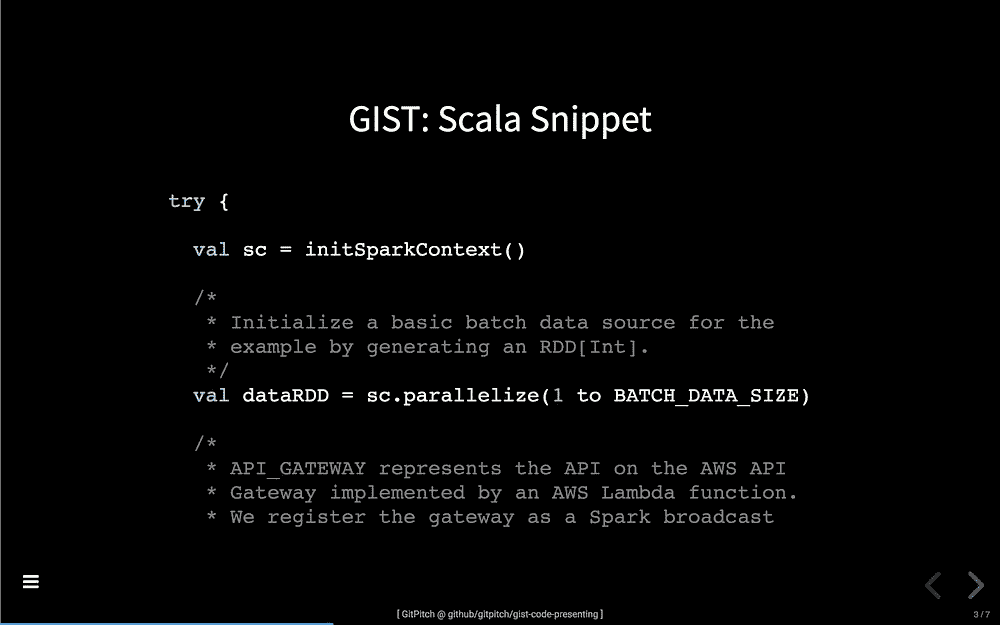 GIST: Scala Snippet
try {
val sc = initSparkContext()
/*
* Initialize a basic batch data source for the
* example by generating an RDD[Int].
*/
val dataRDD = sc.parallelize(1 to BATCH_DATA_SIZE)
/*
* API_GATEWAY represents the API on the AWS API
* Gateway implemented by an AWS Lambda function.
* We register the gateway as a Spark broadcast
[ GitPitch @ github/gitpitch/gist-code-presenting ]
3 / 7